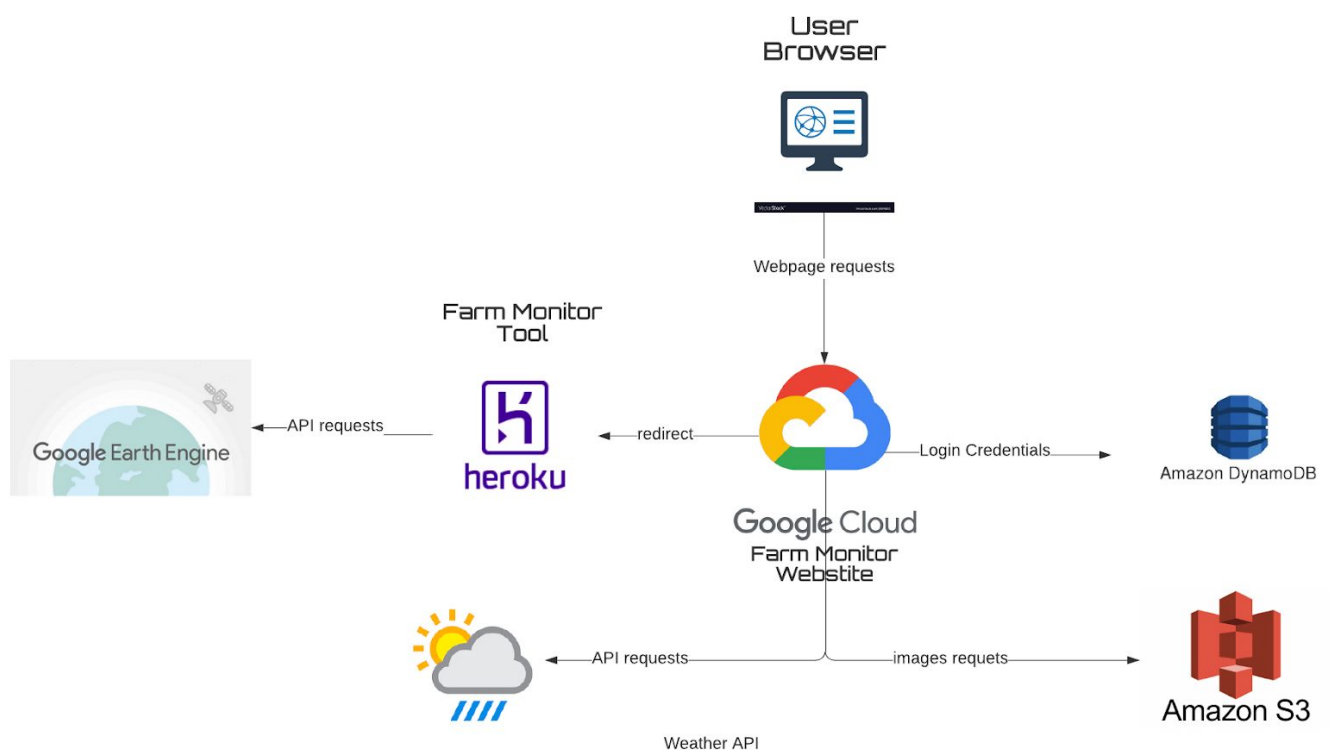 User
Browser
VectorStock
Webpage requests
Farm Monitor
Tool
Google Earth Engine
API requests
heroku
redirect
Login Credentials
Amazon DynamoDB
Google Cloud
Farm Monitor
Webstite
API requests
images requets
Amazon S3
Weather API